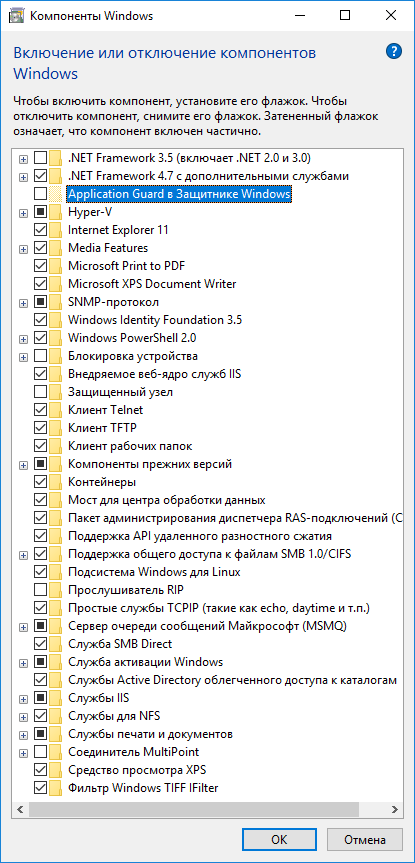 Компоненты Windows
Включение или отключение компонентов
Windows
Чтобы включить компонент, установите его флажок. Чтобы
отключить компонент, снимите его флажок. Затененный флажок
означает, что компонент включен частично.
.NET Framework 3.5 (включает .NET 2.0 и 3.0)
.NET Framework 4.7 с дополнительными службами
Application Guard в Защитнике Windows
Hyper-V
Internet Explorer 11
Media Features
Microsoft Print to PDF
Microsoft XPS Document Writer
SNMP-протокол
Windows Identity Foundation 3.5
Windows PowerShell 2.0
Блокировка устройства
Внедряемое веб-ядро служб IIS
Защищенный узел
Клиент Telnet
Клиент TFTP
Клиент рабочих папок
Компоненты прежних версий
Контейнеры
Мост для центра обработки данных
Пакет администрирования диспетчера RAS-подключений (C
Поддержка API удаленного разностного сжатия
Поддержка общего доступа к файлам SMB 1.0/CIFS
Подсистема Windows для Linux
Прослушиватель RIP
Простые службы TCPIP (такие как echo, daytime и т.п.)
Сервер очереди сообщений Майкрософт (MSMQ)
Служба SMB Direct
Служба активации Windows
Службы Active Directory облегченного доступа к каталогам
Службы IIS
Службы для NFS
Службы печати и документов
Соединитель MultiPoint
Средство просмотра XPS
Фильтр Windows TIFF IFilter
OK
Отмена